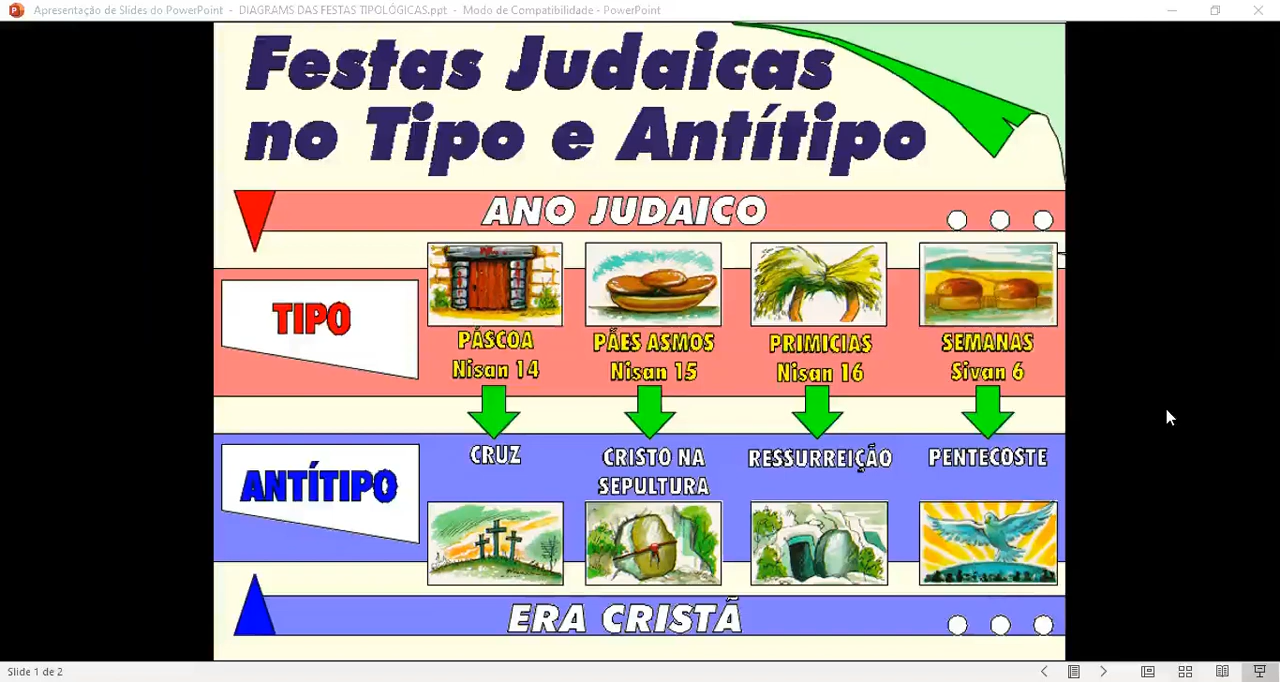 Apresentação de Slides do PowerPoint - DIAGRAMS DAS FESTAS TIPOLÓGICAS.ppt - Modo de Compatibilidade - PowerPoint
Festas Judaicas
no Tipo e Antítipo
ANO JUDAICO
TIPO
PÁSCOA
Nisan 14
PÃES ASMOS
Nisan 15
PRIMICIAS
Nisan 16
SEMANAS
Sivan 6
ANTÍTIPO
CRUZ
CRISTO NA
SEPULTURA
RESSURREIÇÃO
PENTECOSTE
ERA CRISTÃ
Slide 1 de 2